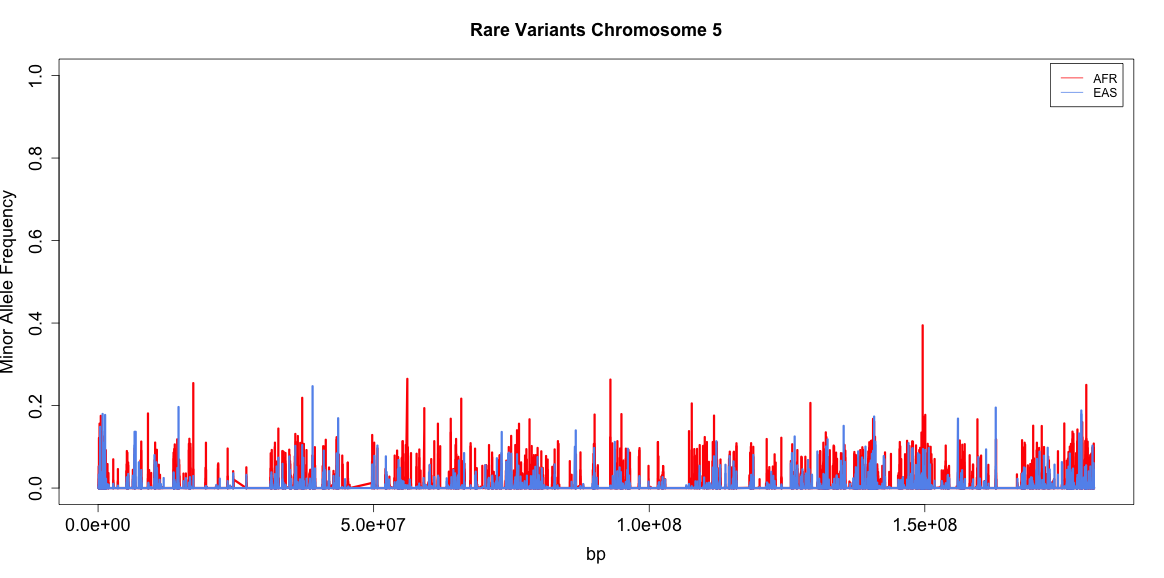 Rare Variants Chromosome 5
AFR
EAS
Minor Allele Frequency
1.0
0.8
0.6
0.4
0.2
0.0
0.0e+00 5.0e+07 1.0e+08 1.5e+08
bp